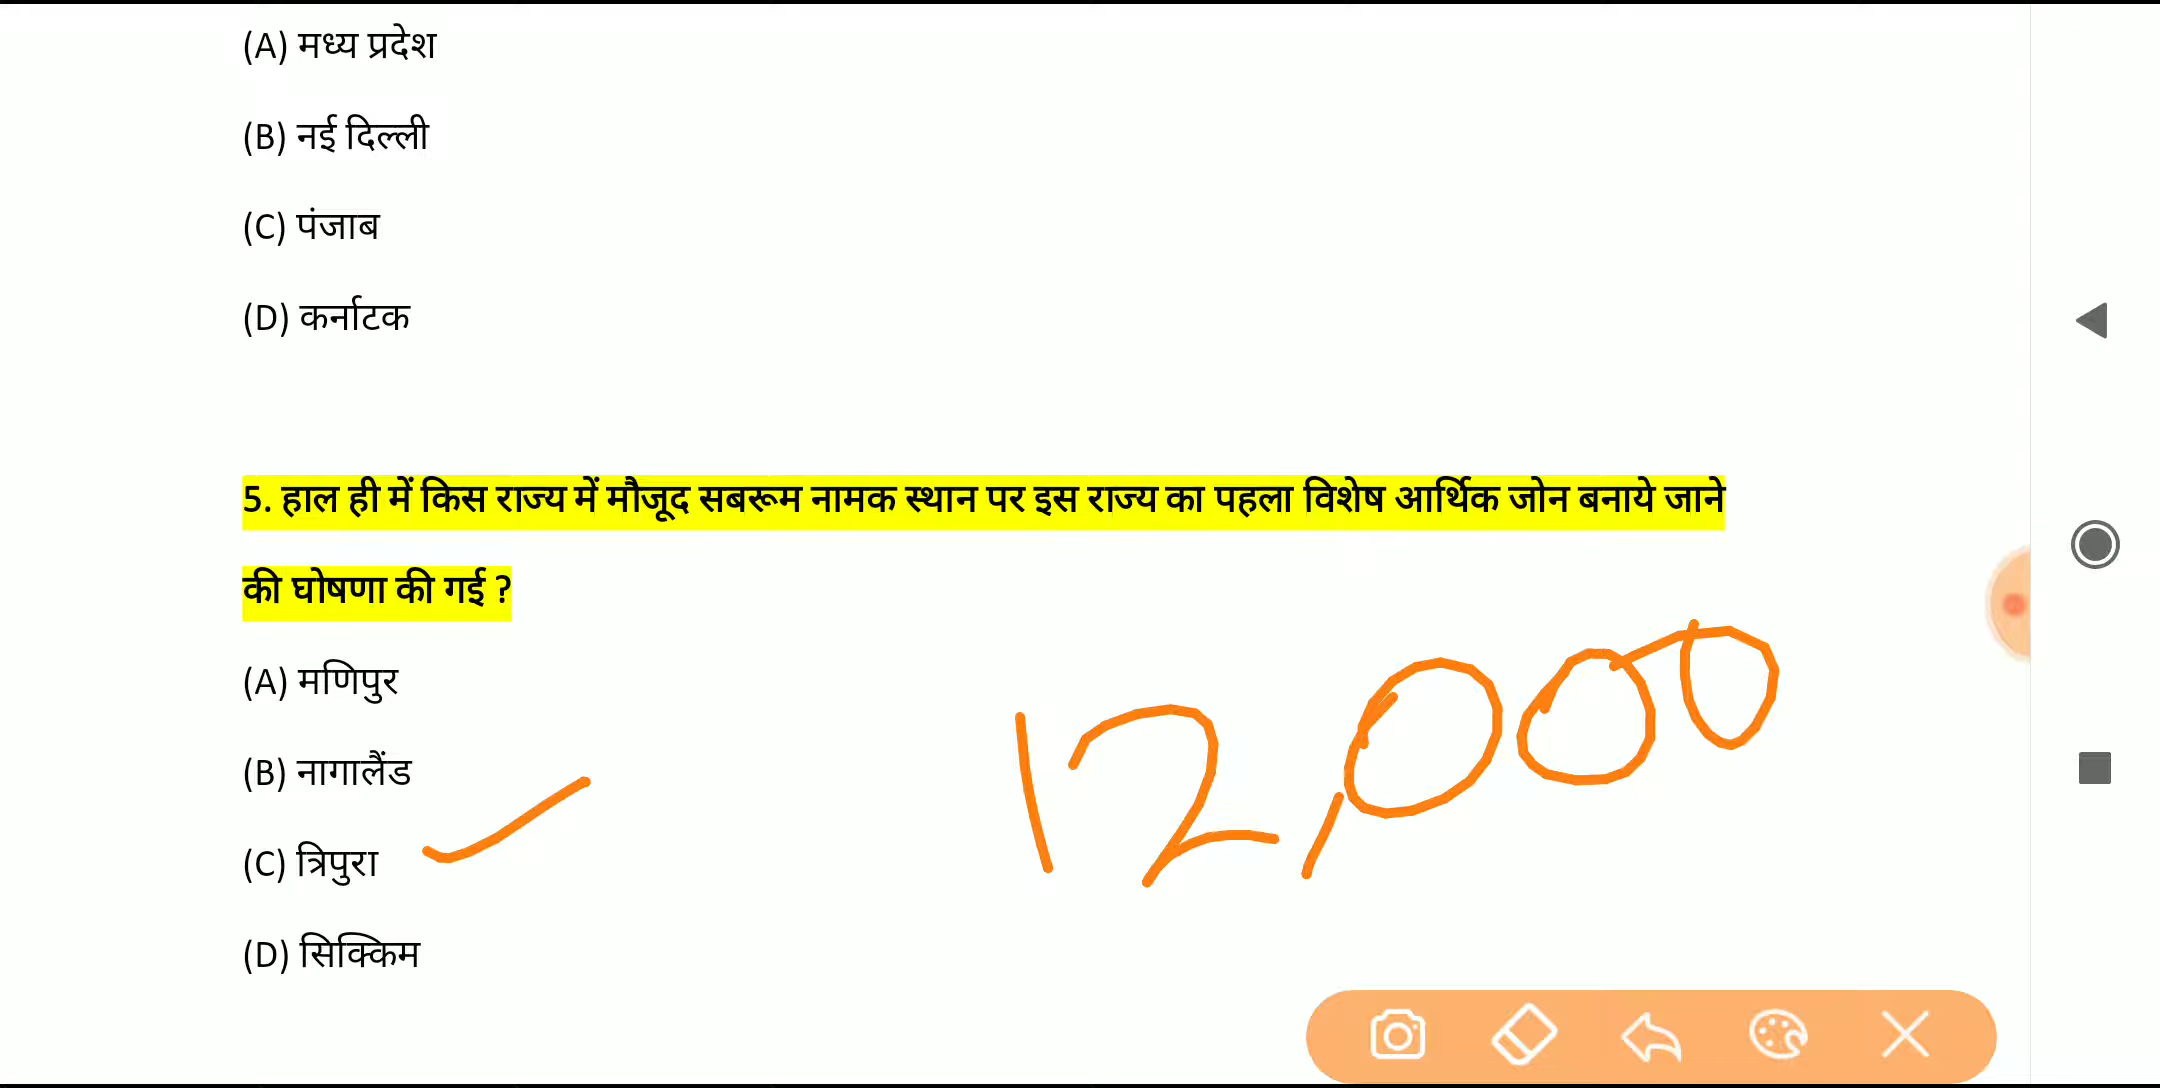 (A) मध्य प्रदेश
(B) नई दिल्ली
(C) पंजाब
(D) कर्नाटक
5. हाल ही में किस राज्य में मौजूद सबरूम नामक स्थान पर इस राज्य का पहला विशेष आर्थिक जोन बनाये जाने
की घोषणा की गई ?
(A) मणिपुर
(B) नागालैंड
(C) त्रिपुरा
(D) सिक्किम
12,000